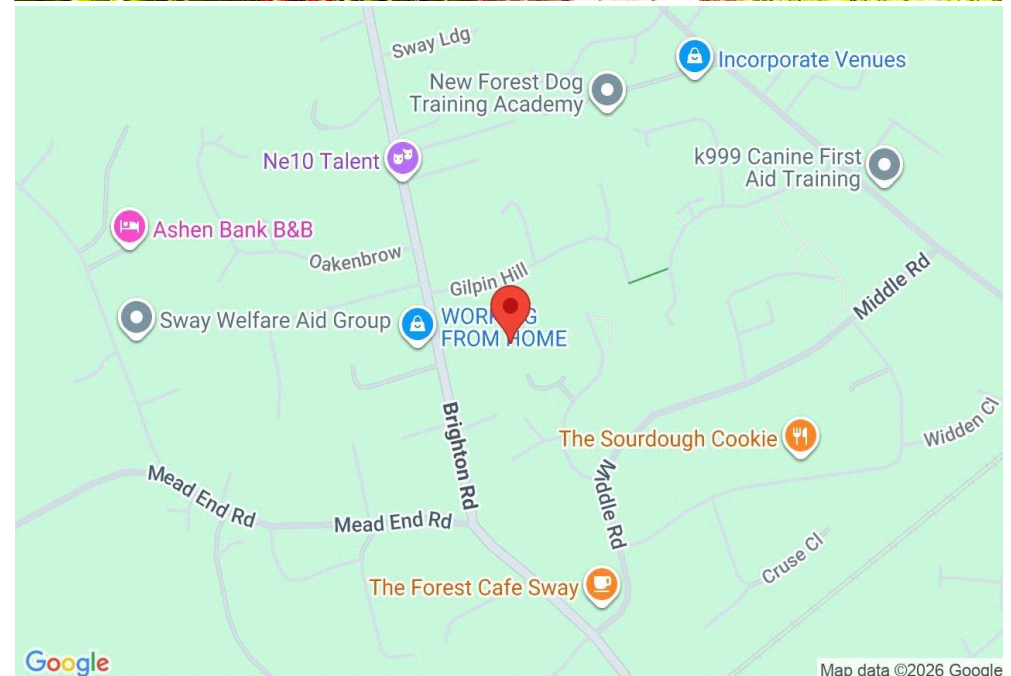 Sway Ldg
New Forest Dog
Training Academy
Incorporate Venues
Ne10 Talent
k999 Canine First
Aid Training
Ashen Bank B&B
Oakenbrow
Gilpin Hill
Middle Rd
Sway Welfare Aid Group
WORKING
FROM HOME
Brighton Rd
The Sourdough Cookie
Widden Cl
Mead End Rd
Mead End Rd
Middle Rd
Cruse Cl
The Forest Cafe Sway
Google
Map data ©2026 Google